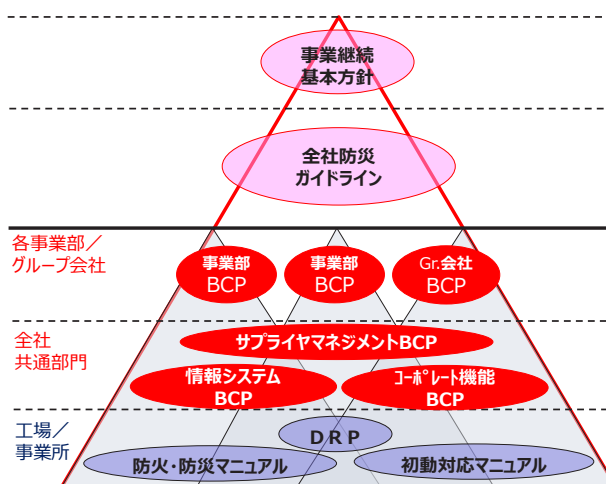 事業継続
基本方針
全社防災
ガイドライン
各事業部／
グループ会社
事業部
BCP
事業部
BCP
Gr.会社
BCP
全社
共通部門
サプライヤマネジメントBCP
情報システム
BCP
コーポレート機能
BCP
工場／
事業所
DRP
防火・防災マニュアル
初動対応マニュアル